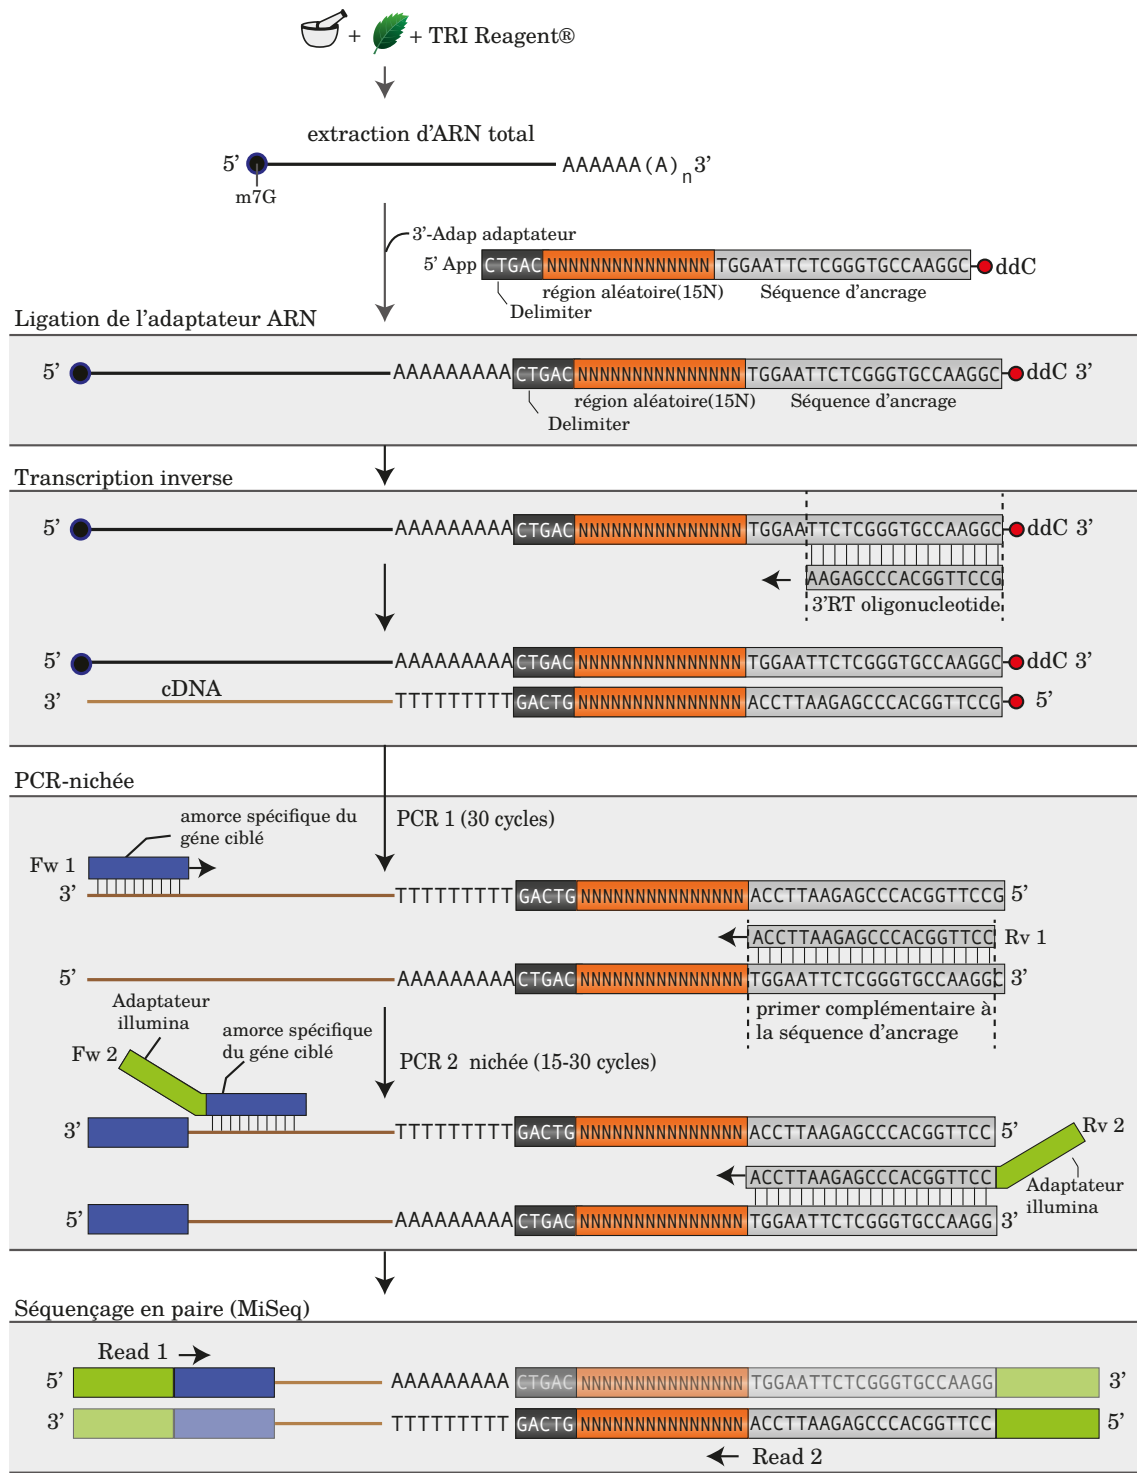 + + TRI Reagent®
extraction d'ARN total
5' AAAAAA(A)n3'
m7G
3'-Adap adaptateur
5' App CTGAC NNNNNNNNNNNNNNN TGGAATTCTCGGGTGCCAAGGC ddC
région aléatoire(15N) Séquence d'ancrage
Delimiter
Ligation de l'adaptateur ARN
5' AAAAAAAAA CTGAC NNNNNNNNNNNNNNN TGGAATTCTCGGGTGCCAAGGC ddC 3'
région aléatoire(15N) Séquence d'ancrage
Delimiter
Transcription inverse
5' AAAAAAAAA CTGAC NNNNNNNNNNNNNNN TGGAATTCTCGGGTGCCAAGGC ddC 3'
AAGAGCCCACGGTTCCG
3'RT oligonucleotide
5' AAAAAAAAA CTGAC NNNNNNNNNNNNNNN TGGAATTCTCGGGTGCCAAGGC ddC 3'
3' cDNA TTTTTTTTT GACTG NNNNNNNNNNNNNNN ACCTTAAGAGCCCACGGTTCCG 5'
PCR-nichée
PCR 1 (30 cycles)
amorce spécifique du
géne ciblé
Fw 1
3' TTTTTTTTT GACTG NNNNNNNNNNNNNNN ACCTTAAGAGCCCACGGTTCCG 5'
ACCTTAAGAGCCCACGGTTCC Rv 1
5' AAAAAAAAA CTGAC NNNNNNNNNNNNNNN TGGAATTCTCGGGTGCCAAGGC 3'
primer complémentaire à
la séquence d'ancrage
Adaptateur
illumina
amorce spécifique
du géne ciblé
Fw 2
PCR 2 nichée (15-30 cycles)
3' TTTTTTTTT GACTG NNNNNNNNNNNNNNN ACCTTAAGAGCCCACGGTTCC 5'
Rv 2
ACCTTAAGAGCCCACGGTTCC
Adaptateur
illumina
5' AAAAAAAAA CTGAC NNNNNNNNNNNNNNN TGGAATTCTCGGGTGCCAAGG 3'
Séquençage en paire (MiSeq)
Read 1
5' AAAAAAAAA CTGAC NNNNNNNNNNNNNNN TGGAATTCTCGGGTGCCAAGG 3'
3' TTTTTTTTT GACTG NNNNNNNNNNNNNNN ACCTTAAGAGCCCACGGTTCC 5'
Read 2